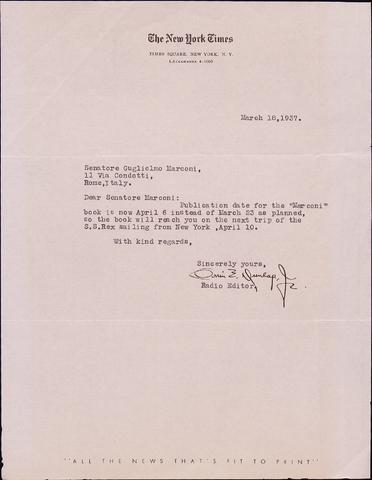 The New York Times
TIMES SQUARE, NEW YORK, N. Y.
LACKAWANNA 4-1000
March 18,1937.
Senatore Guglielmo Marconi,
11 Via Condotti,
Rome,Italy.
Dear Senatore Marconi:
Publication date for the "Marconi"
book is now April 6 instead of March 23 as planned,
so the book will reach you on the next trip of the
S.S.Rex sailing from New York ,April 10.
With kind regards,
Sincerely yours,
Orrin E. Dunlap, Jr.
Radio Editor,
"ALL THE NEWS THAT'S FIT TO PRINT"